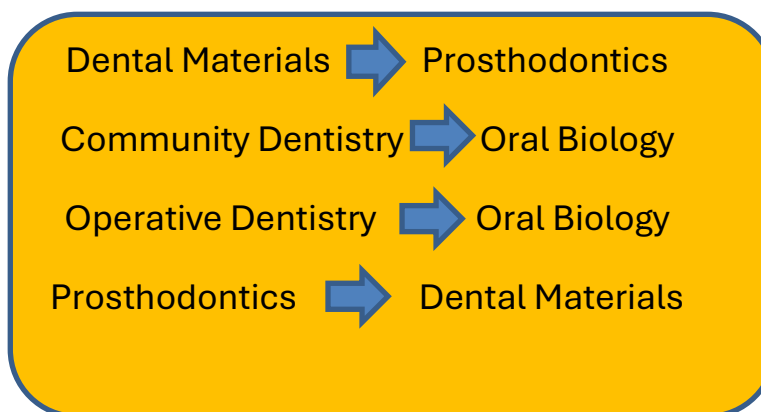 Dental Materials Prosthodontics
Community Dentistry Oral Biology
Operative Dentistry Oral Biology
Prosthodontics Dental Materials